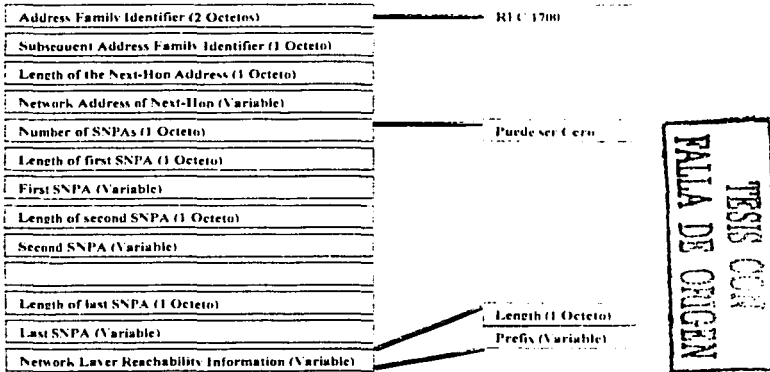 Address Family Identifier (2 Octetos)
RFC 1700
Subsequent Address Family Identifier (1 Octeto)
Length of the Next-Hon Address (1 Octeto)
Network Address of Next-Hon (Variable)
Number of SNPAs (1 Octeto)
Puede ser Cero
Length of first SNPA (1 Octeto)
First SNPA (Variable)
Length of second SNPA (1 Octeto)
Second SNPA (Variable)
Length of last SNPA (1 Octeto)
Last SNPA (Variable)
Network Laver Reachability Information (Variable)
Length (1 Octeto)
Prefix (Variable)
TESIS CON
FALLA DE ORIGEN